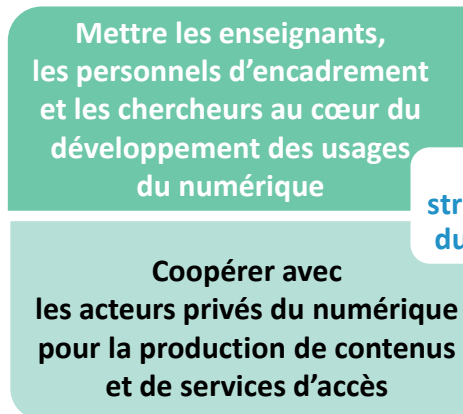 Mettre les enseignants,
les personnels d’encadrement
et les chercheurs au cœur du
développement des usages
du numérique
du
Coopérer avec
les acteurs privés du numérique
pour la production de contenus
et de services d’accès